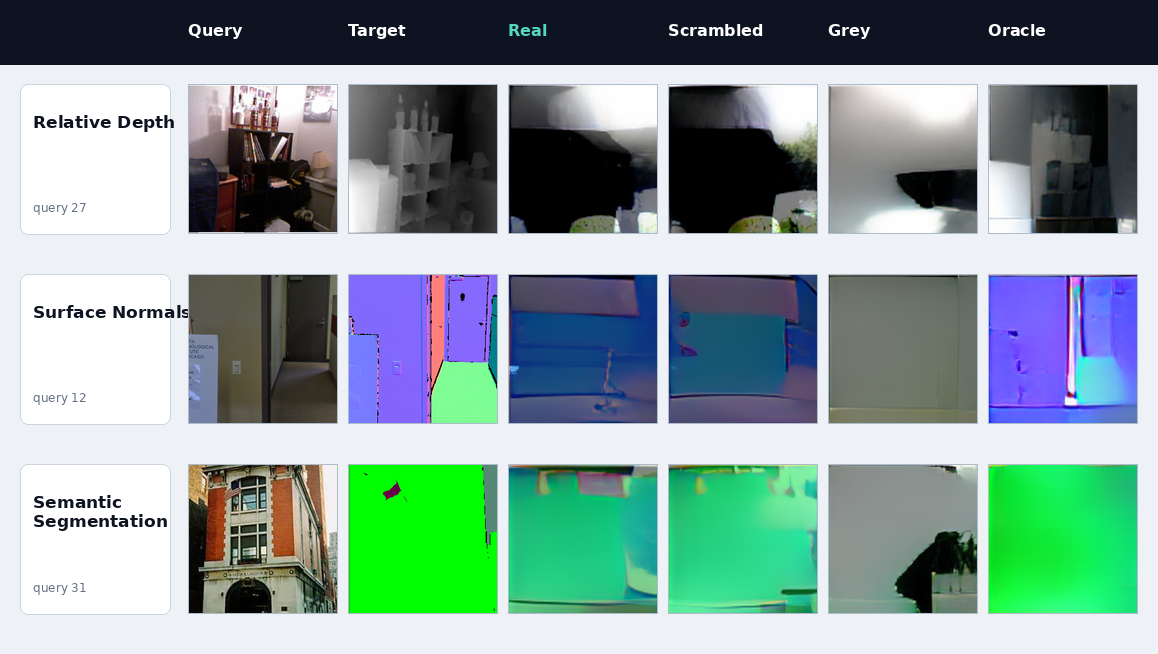 Query Target Real Scrambled Grey Oracle
Relative Depth
query 27
Surface Normals
query 12
Semantic
Segmentation
query 31